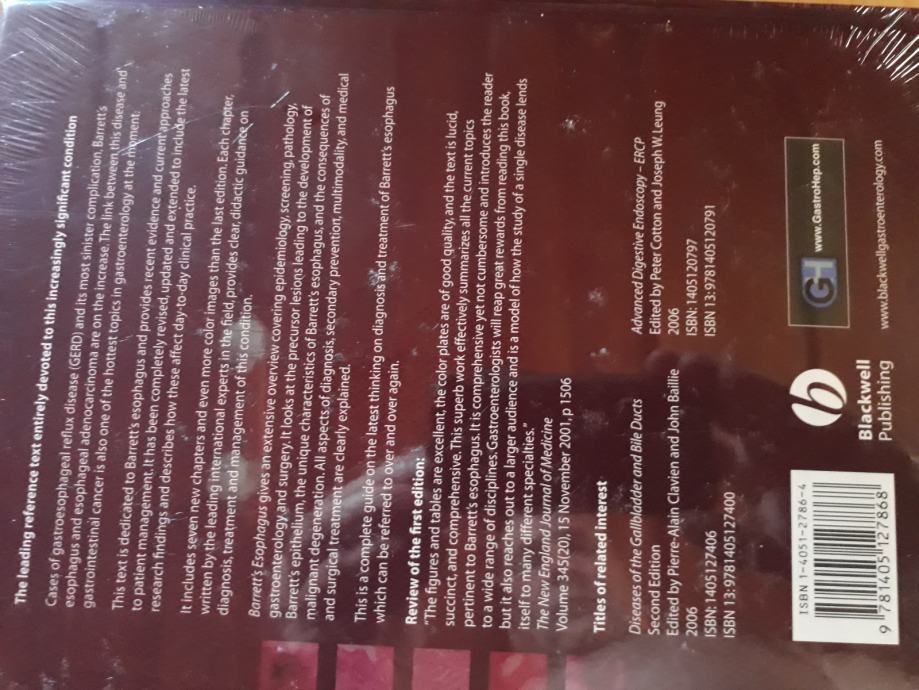 The leading reference text entirely devoted to this increasingly significant condition
Cases of gastroesophageal reflux disease (GERD) and its most sinister complication, Barrett's
esophagus and esophageal adenocarcinoma are on the increase. The link between this disease and
gastrointestinal cancer is also one of the hottest topics in gastroenterology at the moment.
This text is dedicated to Barrett's esophagus and provides recent evidence and current approaches
to patient management. It has been completely revised, updated and extended to include the latest
research findings and describes how these affect day-to-day clinical practice.
It includes seven new chapters and even more color images than the last edition. Each chapter,
written by the leading international experts in the field, provides clear, didactic guidance on
diagnosis, treatment and management of this condition.
Barrett's Esophagus gives an extensive overview covering epidemiology, screening, pathology,
gastroenterology, and surgery. It looks at the precursor lesions leading to the development of
Barrett's epithelium, the unique characteristics of Barrett's esophagus, and the consequences of
malignant degeneration. All aspects of diagnosis, secondary prevention, multimodality, and medical
and surgical treatment are clearly explained.
This is a complete guide on the latest thinking on diagnosis and treatment of Barrett's esophagus
which can be referred to over and over again.
Review of the first edition:
"The figures and tables are excellent, the color plates are of good quality, and the text is lucid,
succinct, and comprehensive. This superb work effectively summarizes all the current topics
pertinent to Barrett's esophagus. It is comprehensive yet not cumbersome and introduces the reader
to a wide range of disciplines. Gastroenterologists will reap great rewards from reading this book,
but it also reaches out to a larger audience and is a model of how the study of a single disease lends
itself to many different specialties."
The New England Journal of Medicine
Volume 345(20), 15 November 2001, p 1506
Titles of related interest
Diseases of the Gallbladder and Bile Ducts
Second Edition
Edited by Pierre-Alain Clavien and John Baillie
2006
ISBN: 1405127406
ISBN 13: 9781405127400
Advanced Digestive Endoscopy – ERCP
Edited by Peter Cotton and Joseph W. Leung
2006
ISBN: 1405120797
ISBN 13: 9781405120791
ISBN 1-4051-2786-4
9 781405 127868
b
Blackwell
Publishing
GH www.GastroHep.com
www.blackwellgastroenterology.com